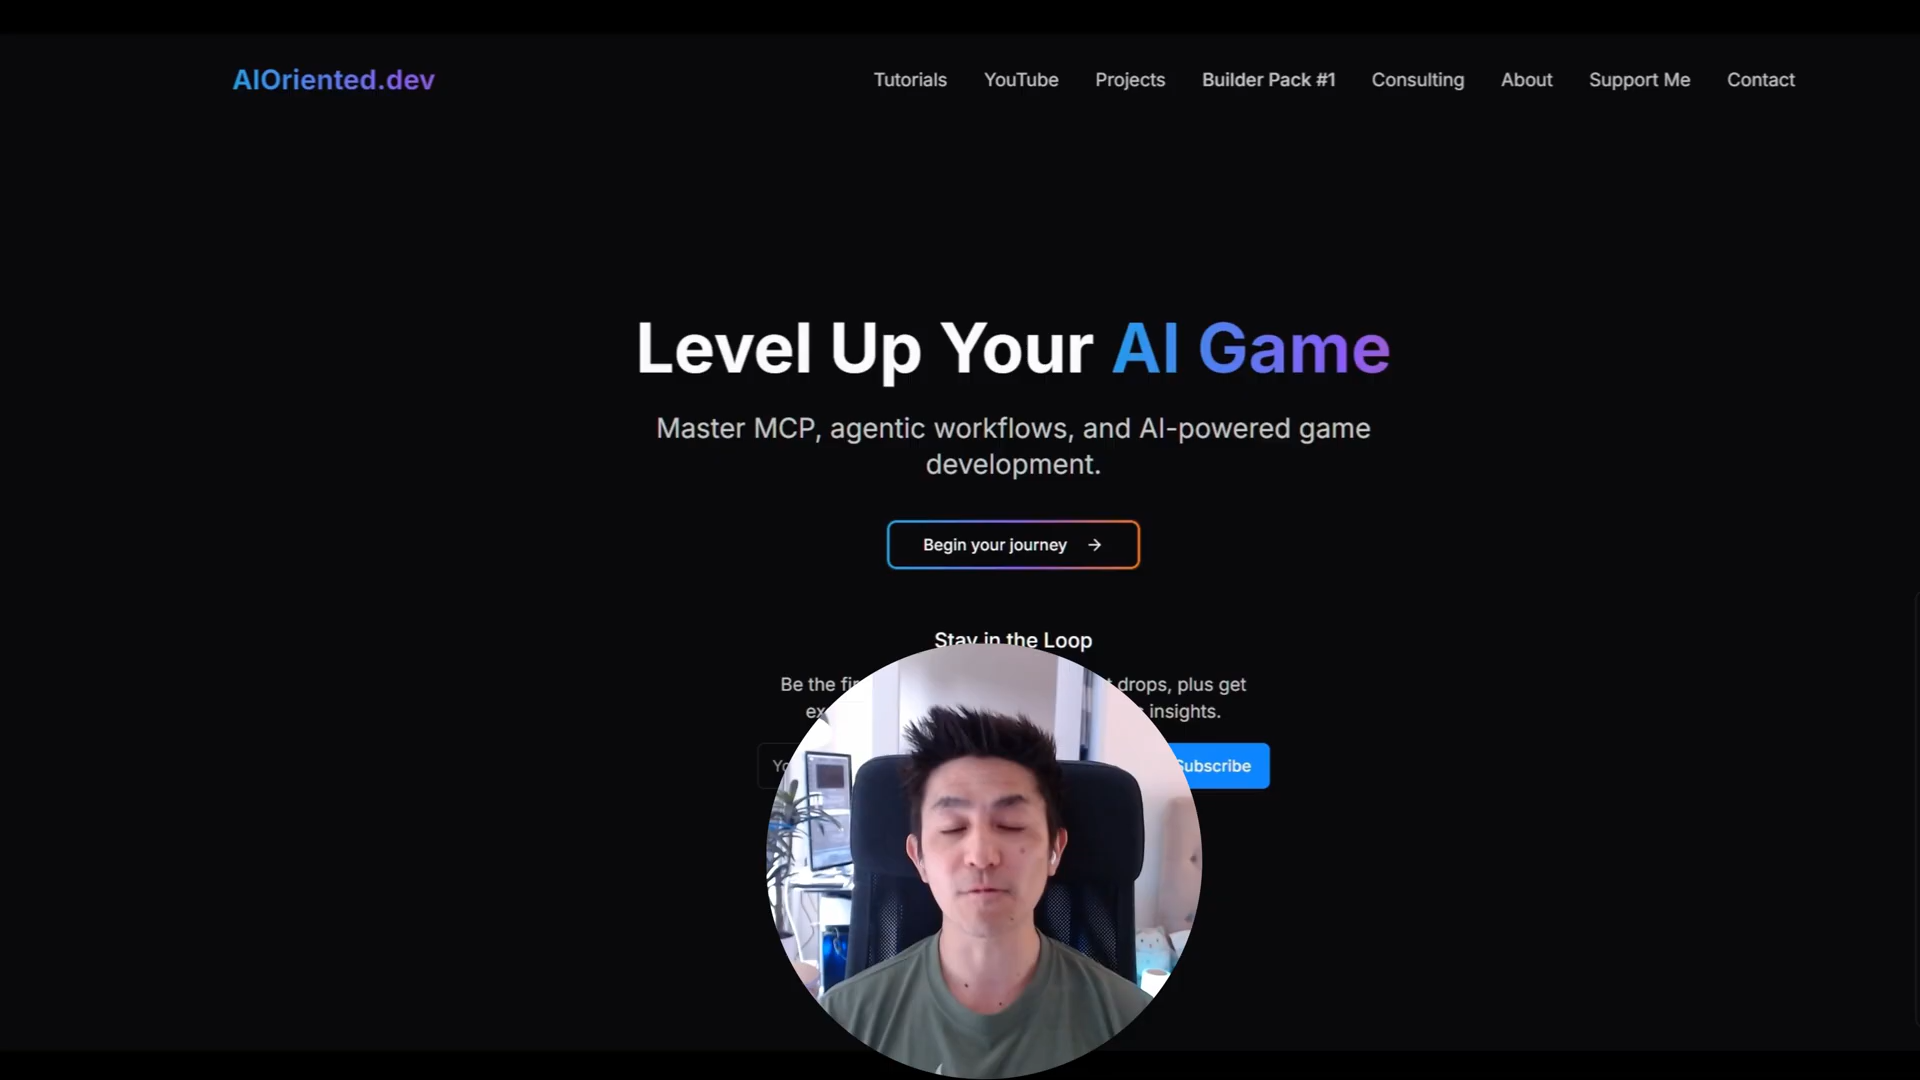 AIOriented.dev
Tutorials YouTube Projects Builder Pack #1 Consulting About Support Me Contact
Level Up Your AI Game
Master MCP, agentic workflows, and AI-powered game
development.
Begin your journey →
Stay in the Loop
Be the drops, plus get
insights.
Subscribe